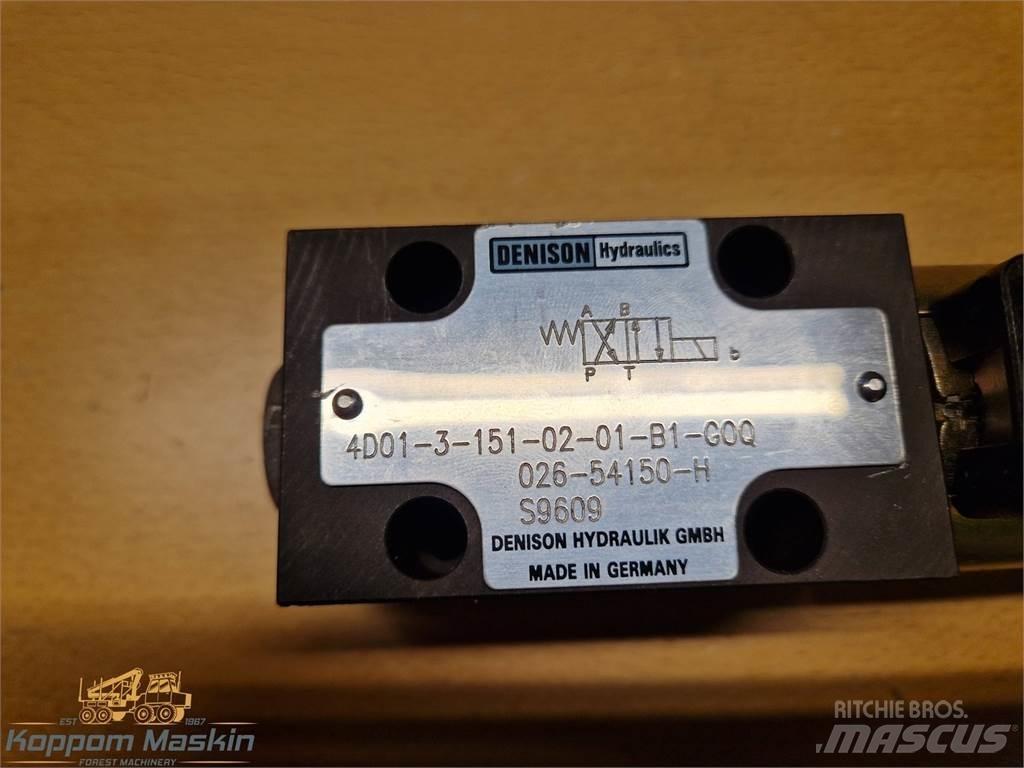 DENISON Hydraulics
A B
b
P T
4D01-3-151-02-01-B1-G0Q
026-54150-H
S9609
DENISON HYDRAULIK GMBH
MADE IN GERMANY
EST 1967
Koppom Maskin
FOREST MACHINERY
RITCHIE BROS.
MASCUS